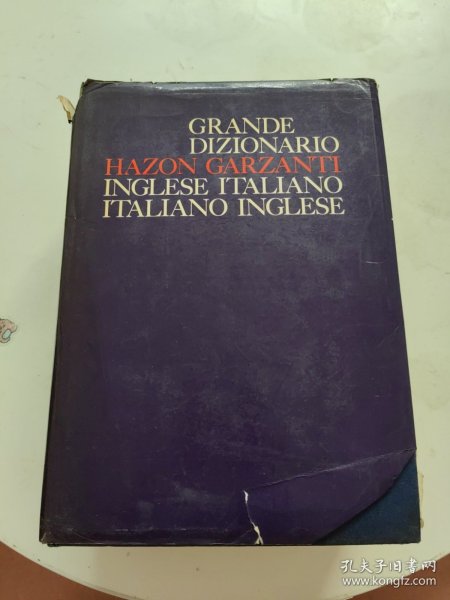 GRANDE
DIZIONARIO
HAZON GARZANTI
INGLESE ITALIANO
ITALIANO INGLESE
孔夫子旧书网
www.kongfz.com